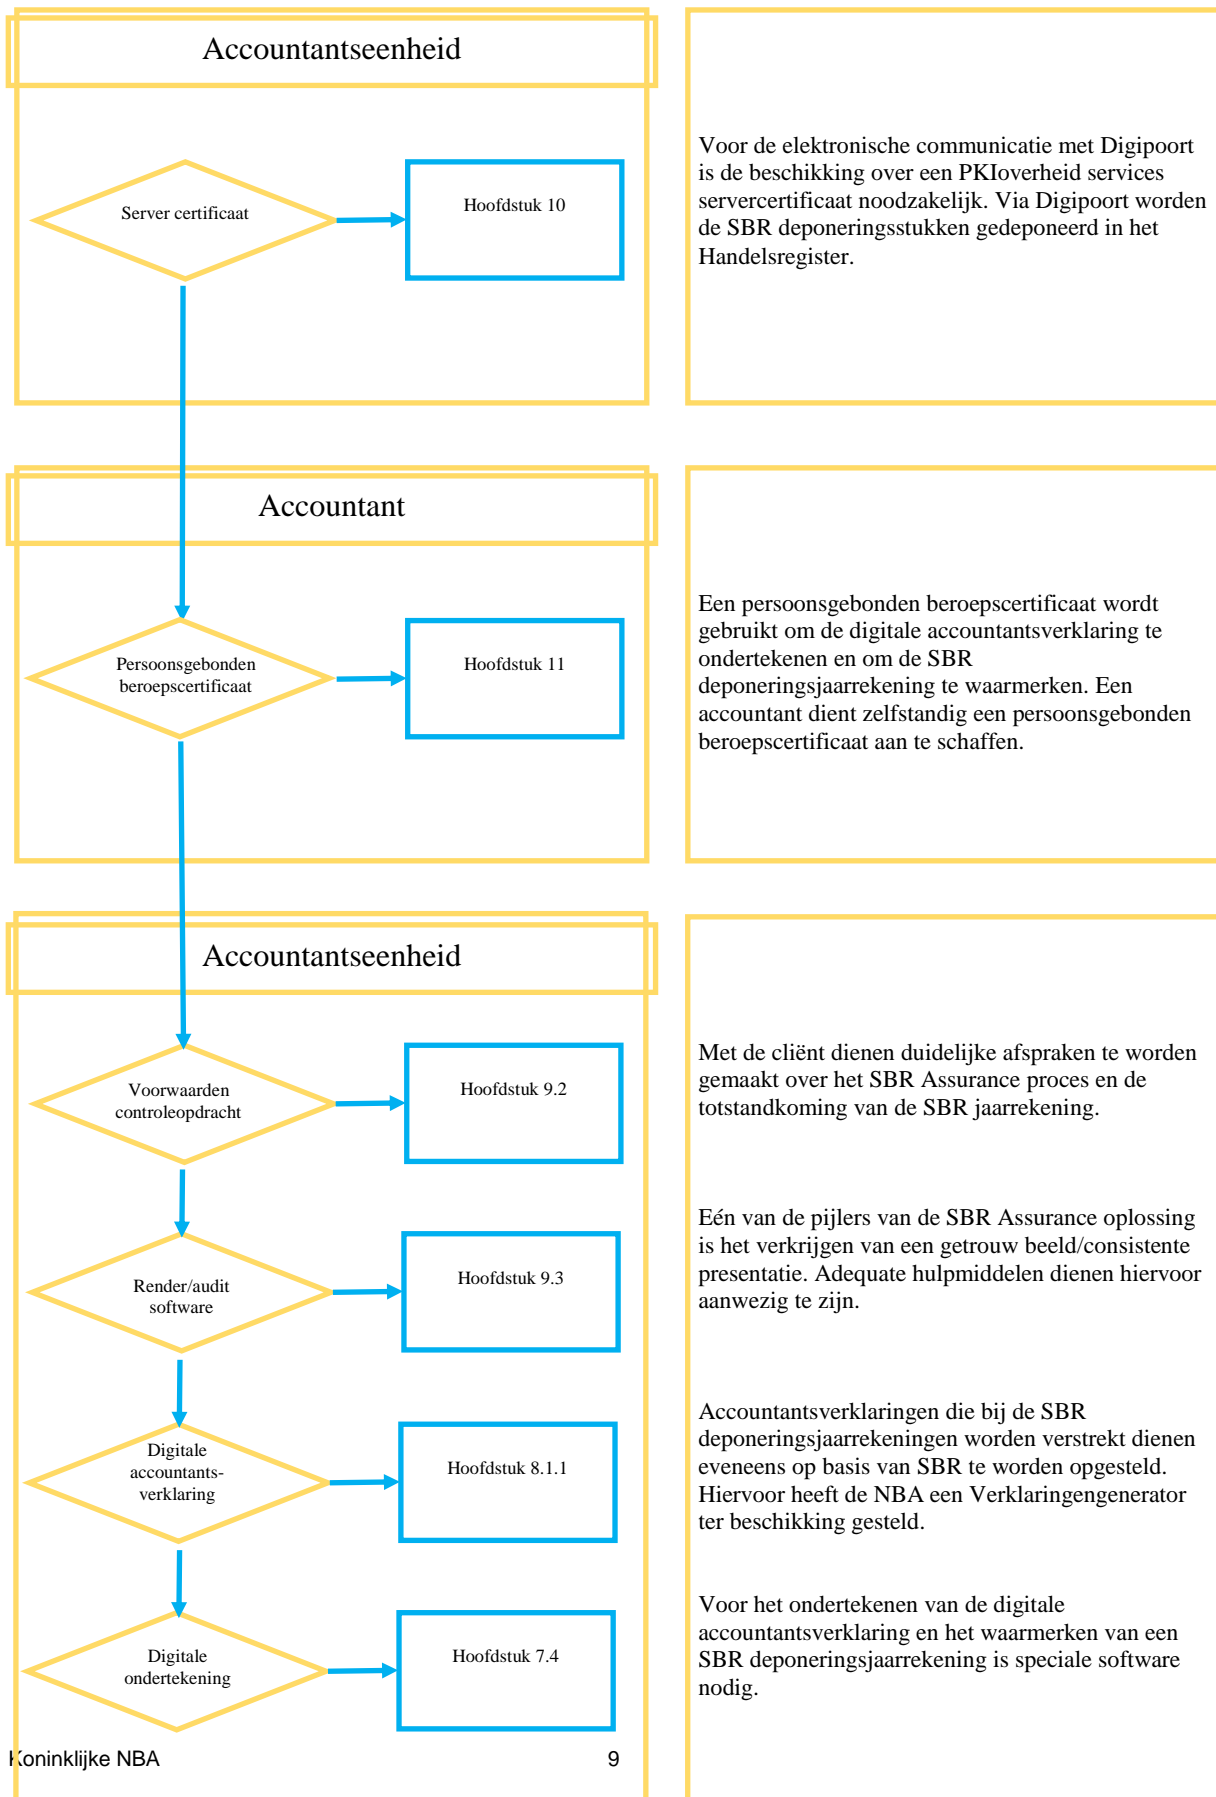 Accountantseenheid
Server certificaat
Hoofdstuk 10
Voor de elektronische communicatie met Digipoort
is de beschikking over een PKIoverheid services
servercertificaat noodzakelijk. Via Digipoort worden
de SBR deponeringsstukken gedeponeerd in het
Handelsregister.
Accountant
Persoonsgebonden
beroepscertificaat
Hoofdstuk 11
Een persoonsgebonden beroepscertificaat wordt
gebruikt om de digitale accountantsverklaring te
ondertekenen en om de SBR
deponeringsjaarrekening te waarmerken. Een
accountant dient zelfstandig een persoonsgebonden
beroepscertificaat aan te schaffen.
Accountantseenheid
Voorwaarden
controleopdracht
Hoofdstuk 9.2
Met de cliënt dienen duidelijke afspraken te worden
gemaakt over het SBR Assurance proces en de
totstandkoming van de SBR jaarrekening.
Render/audit
software
Hoofdstuk 9.3
Eén van de pijlers van de SBR Assurance oplossing
is het verkrijgen van een getrouw beeld/consistente
presentatie. Adequate hulpmiddelen dienen hiervoor
aanwezig te zijn.
Digitale
accountants-
verklaring
Hoofdstuk 8.1.1
Accountantsverklaringen die bij de SBR
deponeringsjaarrekeningen worden verstrekt dienen
eveneens op basis van SBR te worden opgesteld.
Hiervoor heeft de NBA een Verklaringengenerator
ter beschikking gesteld.
Digitale
ondertekening
Hoofdstuk 7.4
Voor het ondertekenen van de digitale
accountantsverklaring en het waarmerken van een
SBR deponeringsjaarrekening is speciale software
nodig.
Koninklijke NBA
9